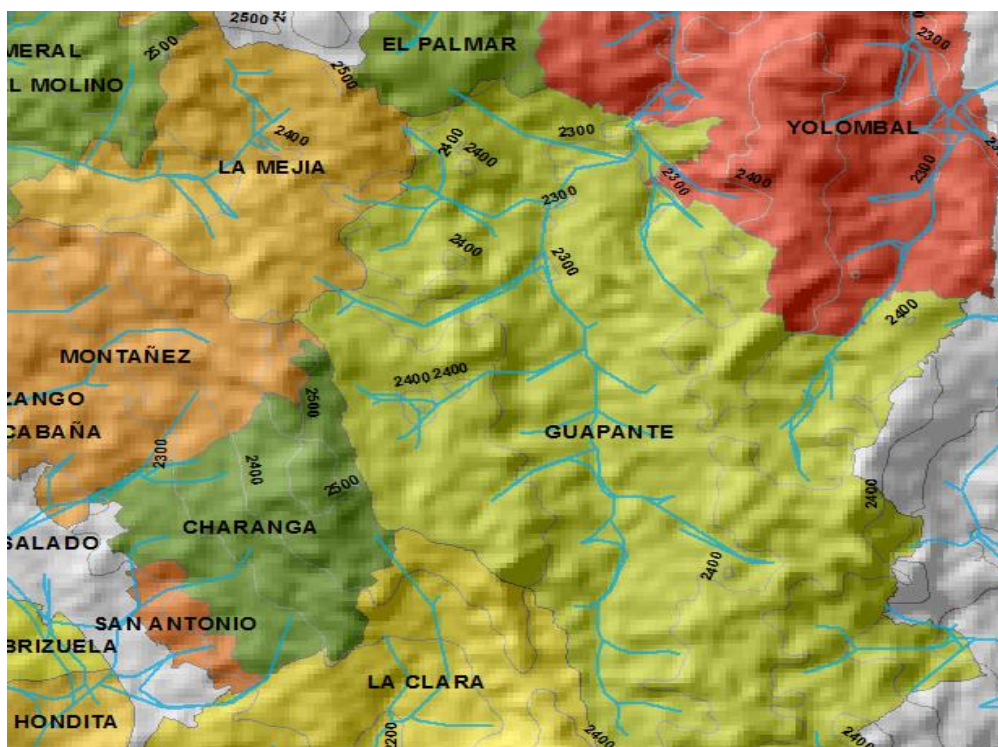 2500
2500
2300
MERAL
EL PALMAR
L MOLINO
2500
YOLOMBAL
2400
2400
2300
2400
LA MEJIA
2300
2300
2400
2300
2400
2300
2400
MONTAÑEZ
2400 2400
2500
ZANGO
CABAÑA
GUAPANTE
2300
2400
2500
2400
CHARANGA
SALADO
2400
SAN ANTONIO
BRIZUELA
LA CLARA
HONDITA
2200
2400
2400